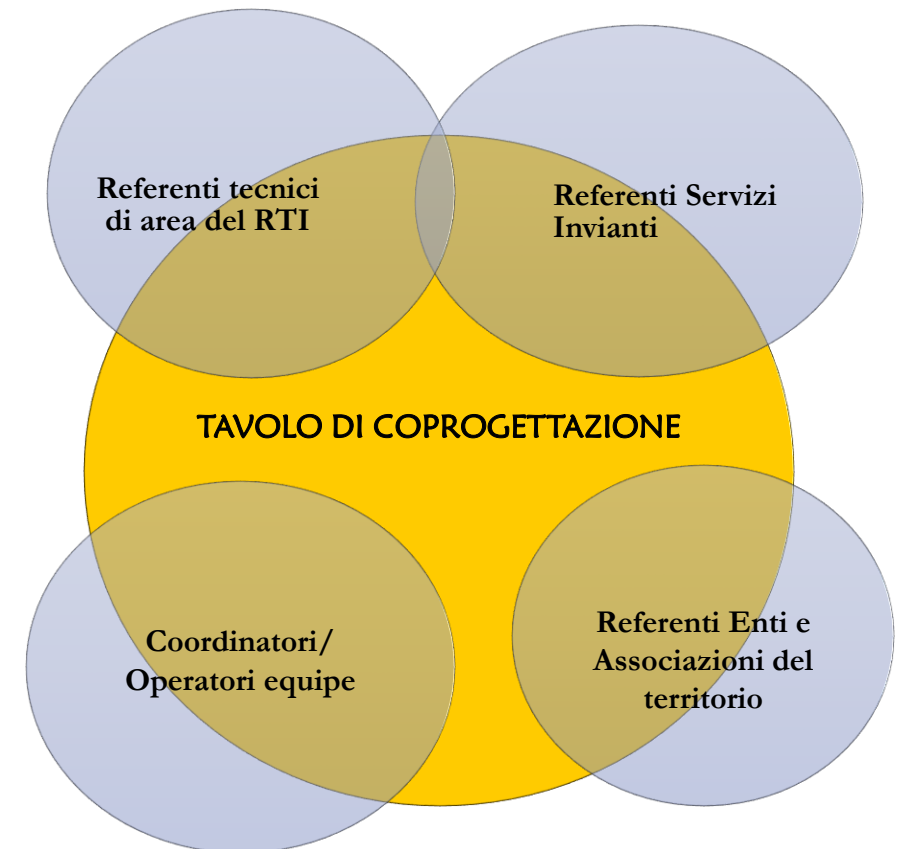 Referenti tecnici
di area del RTI
Referenti Servizi
Invianti
TAVOLO DI COPROGETTAZIONE
Coordinatori/
Operatori equipe
Referenti Enti e
Associazioni del
territorio